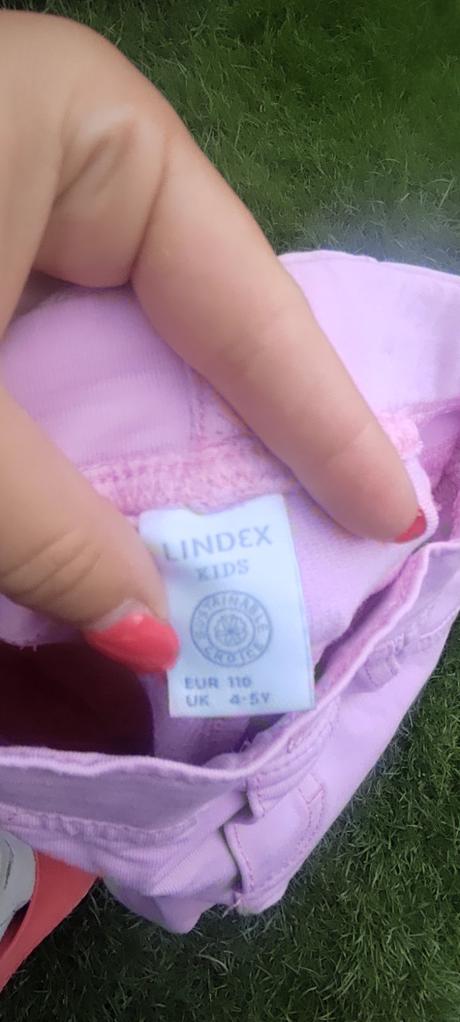 LINDEX
KIDS
SUSTAINABLE
CHOICE
EUR 110
UK 4-5Y